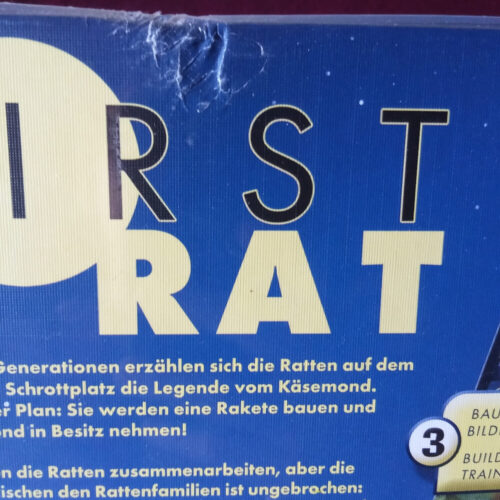 IRST
RAT
Generationen erzählen sich die Ratten auf dem
Schrottplatz die Legende vom Käsemond.
er Plan: Sie werden eine Rakete bauen und
ond in Besitz nehmen!
en die Ratten zusammenarbeiten, aber die
ischen den Rattenfamilien ist ungebrochen:
3
BAU
BILD
BUILD
TRAIN